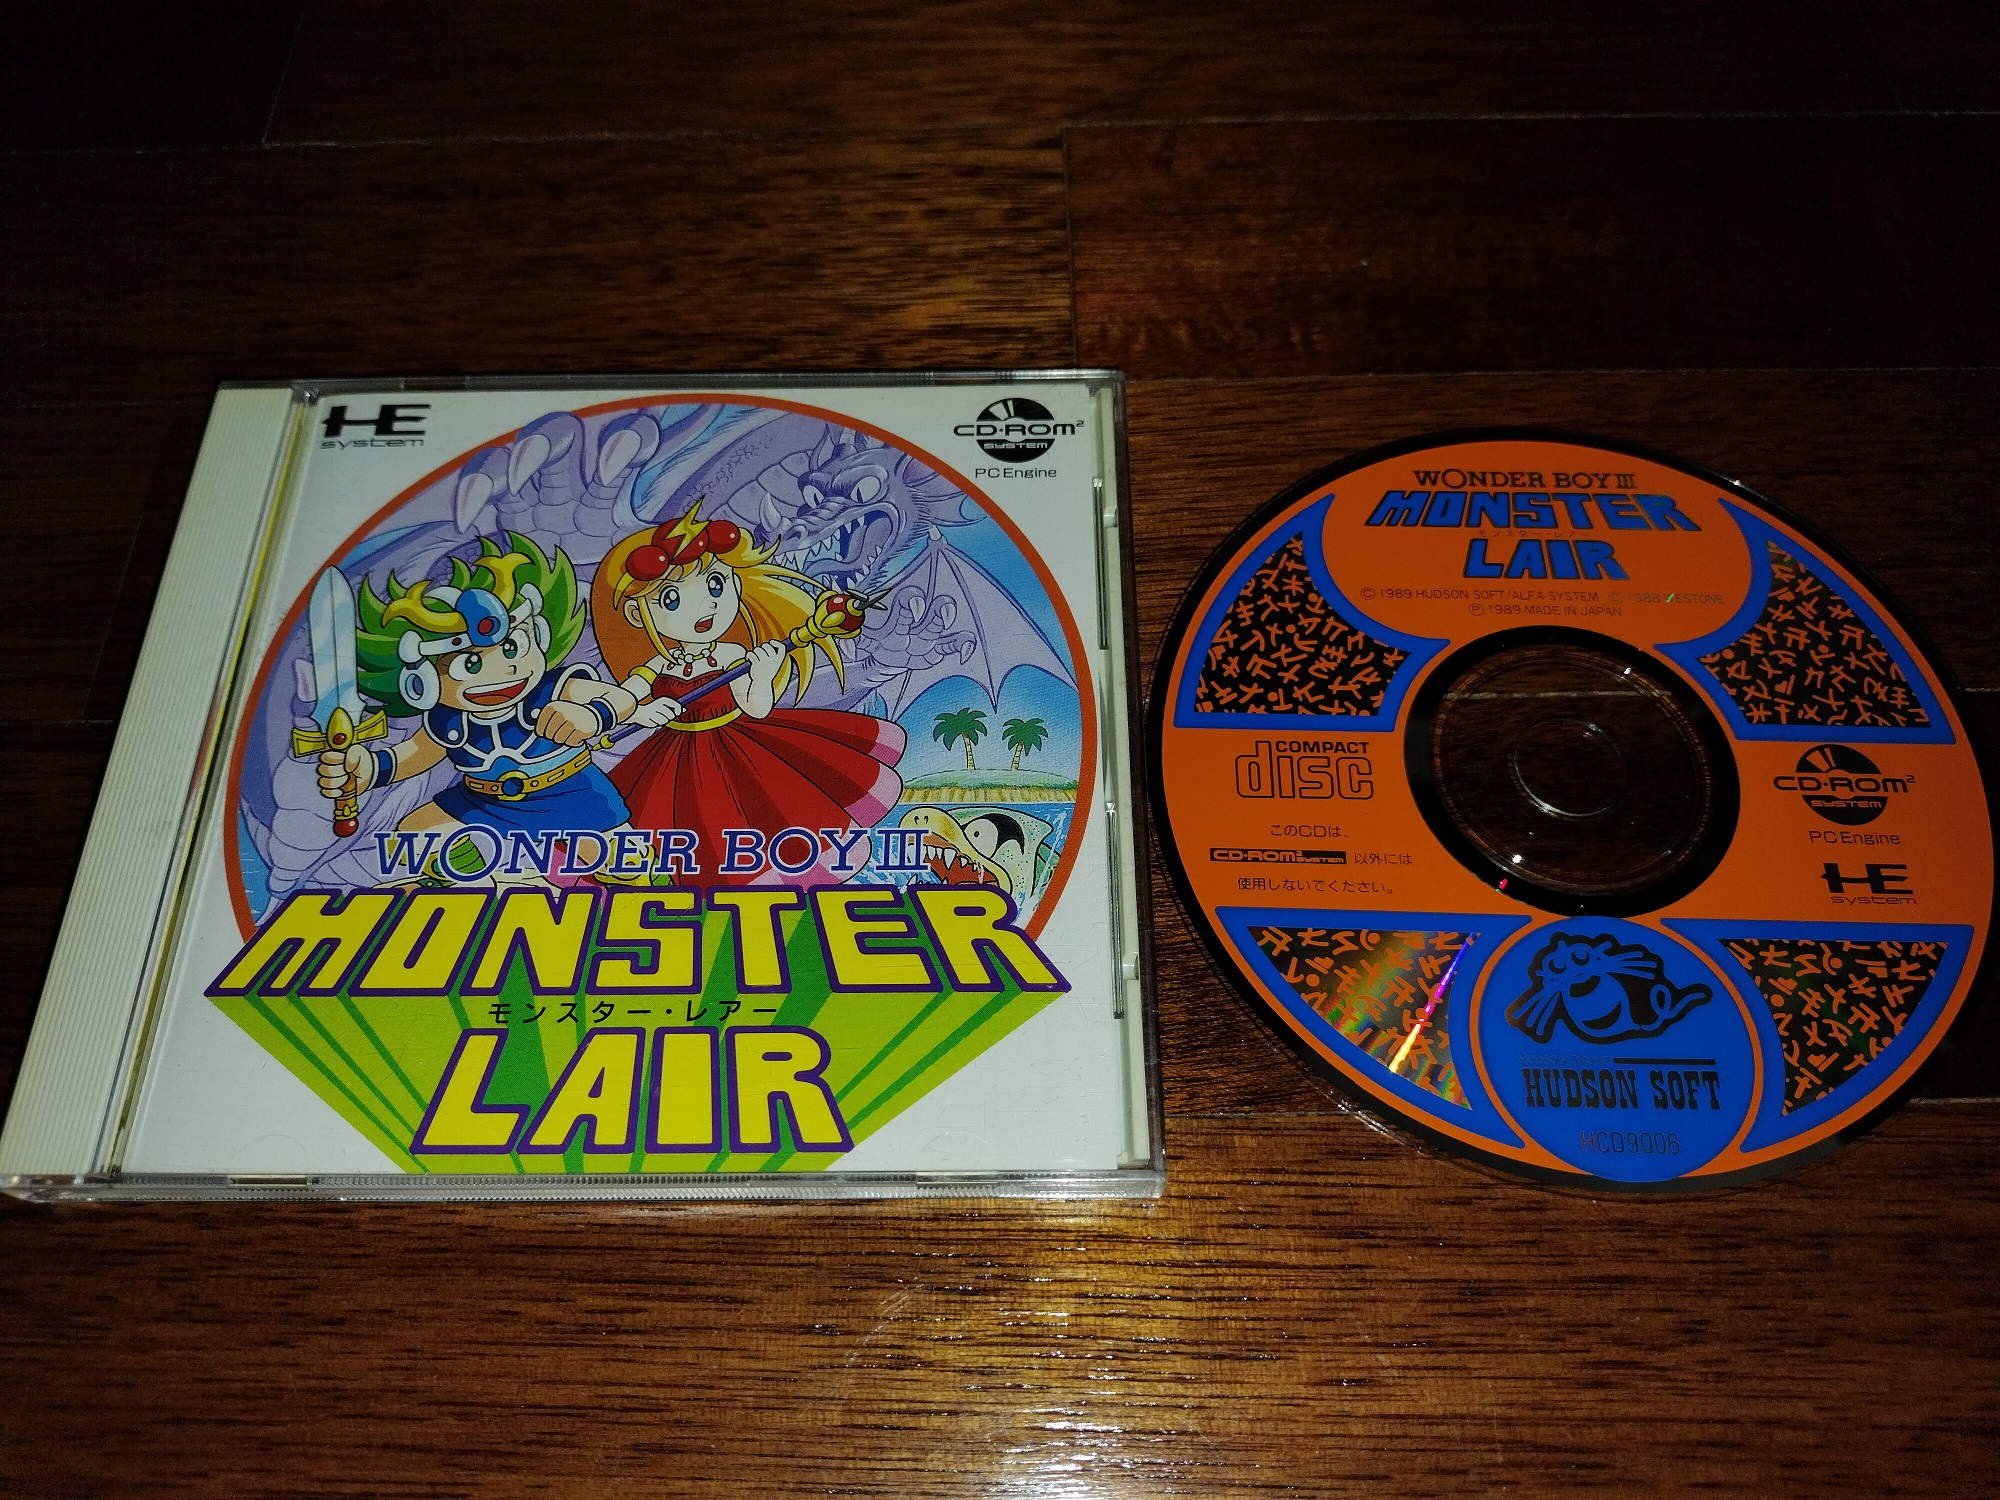 HE
system
CD-ROM²
SYSTEM
PC Engine
WONDER BOY III
MONSTER
モンスター・レアー
LAIR
WONDER BOY III
MONSTER
モンスター・レアー
LAIR
© 1989 HUDSON SOFT/ALFA SYSTEM © 1988 WESTONE
℗ 1989 MADE IN JAPAN
COMPACT
disc
このCDは、
CD-ROM² SYSTEM 以外には
使用しないでください。
CD-ROM²
SYSTEM
PC Engine
HE
system
HUDSON SOFT
HCD9006